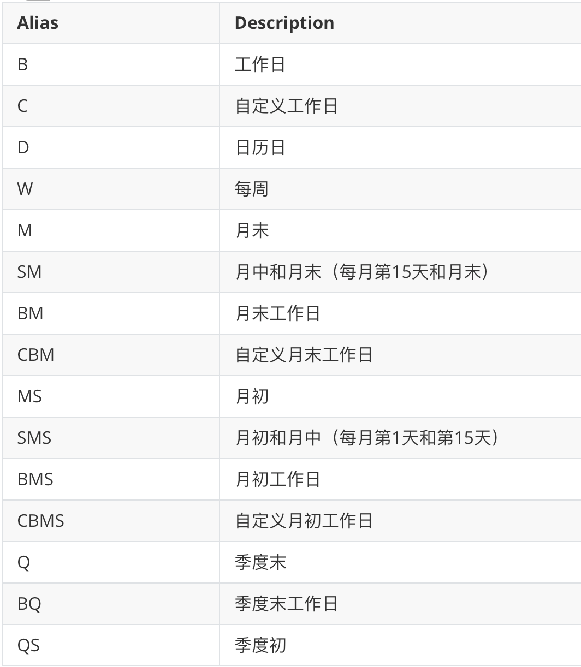 Alias Description
B 工作日
C 自定义工作日
D 日历日
W 每周
M 月末
SM 月中和月末（每月第15天和月末）
BM 月末工作日
CBM 自定义月末工作日
MS 月初
SMS 月初和月中（每月第1天和第15天）
BMS 月初工作日
CBMS 自定义月初工作日
Q 季度末
BQ 季度末工作日
QS 季度初